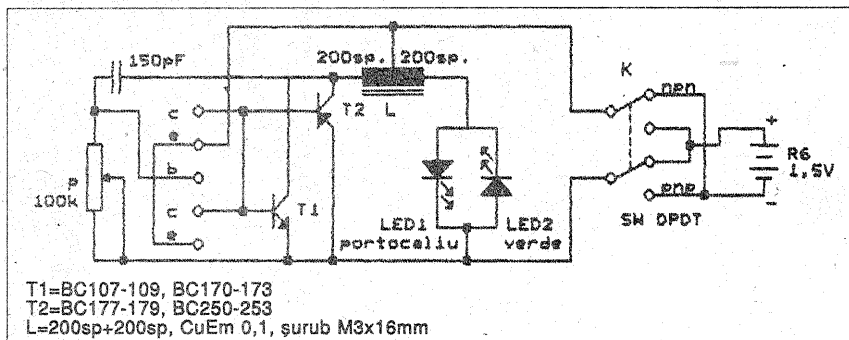 150pF
200sp. 200sp.
L
K
npn
pnp
SW DPDT
+
R6
1,5V
-
c
e
b
c
e
P
100k
T2
T1
LED1
portocaliu
LED2
verde
T1=BC107-109, BC170-173
T2=BC177-179, BC250-253
L=200sp+200sp, CuEm 0,1, şurub M3x16mm